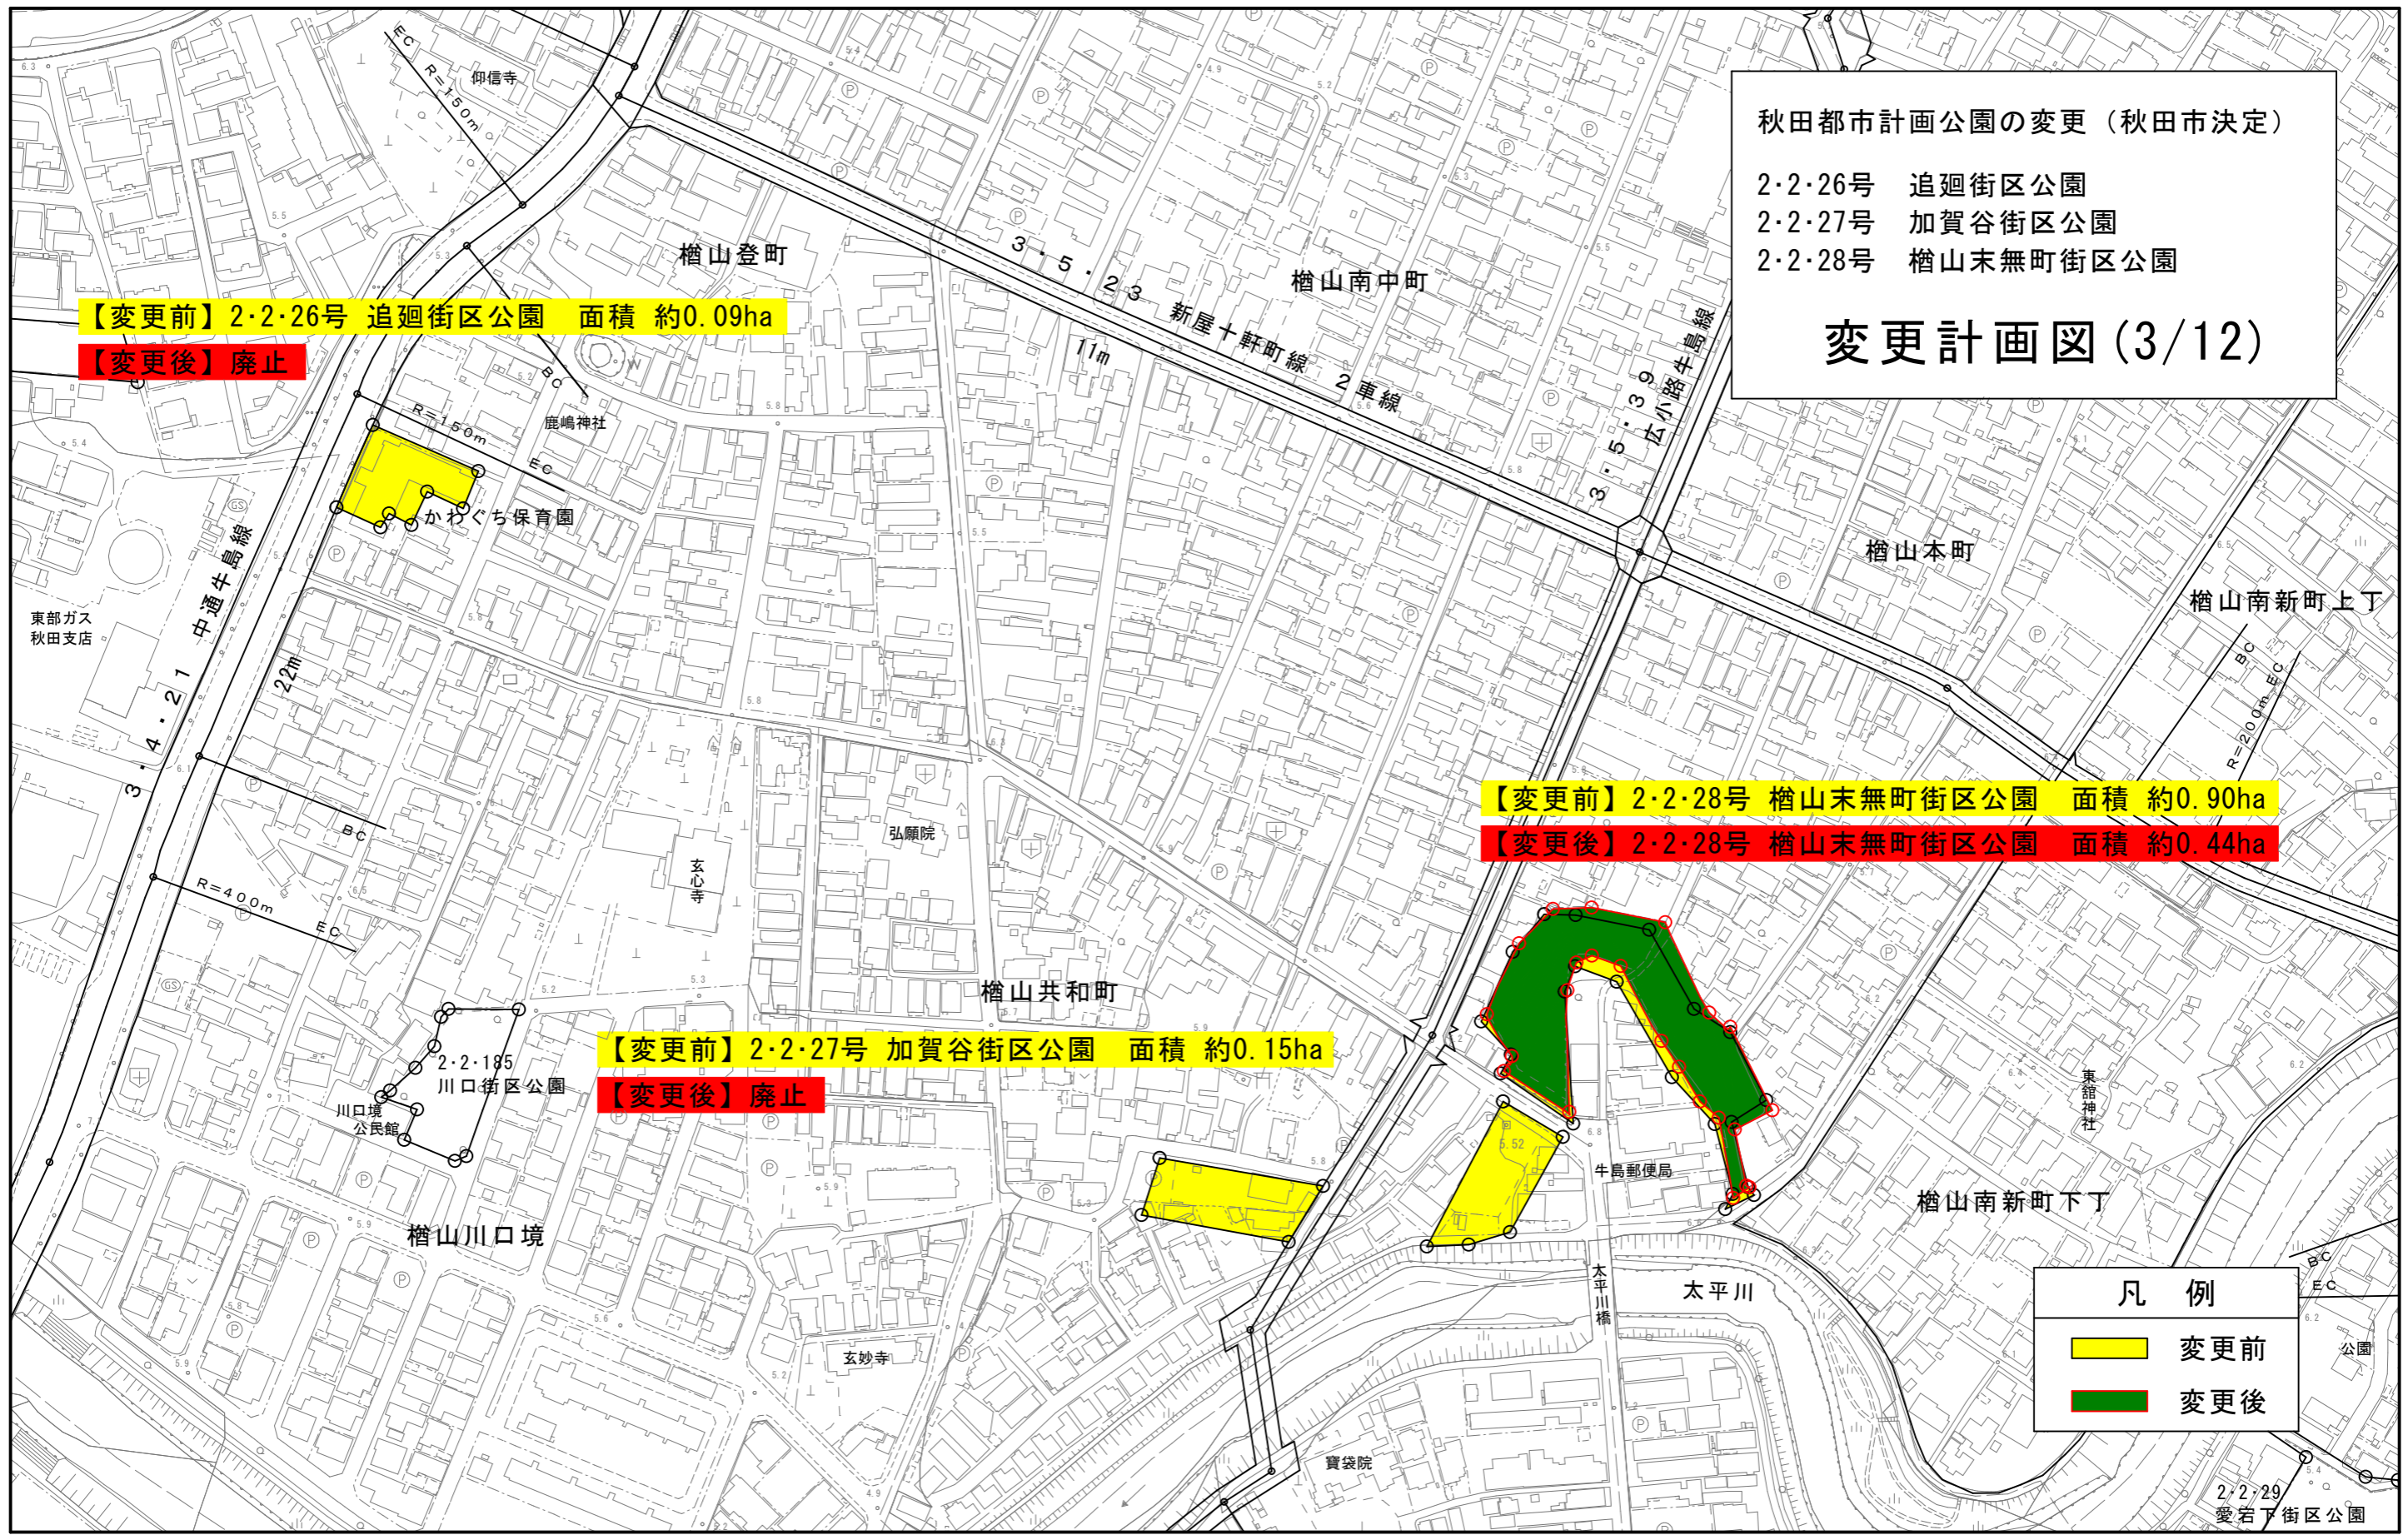 秋田都市計画公園の変更（秋田市決定）
2・2・26号　追廻街区公園
2・2・27号　加賀谷街区公園
2・2・28号　楢山末無町街区公園
変更計画図(3/12)
【変更前】2・2・26号 追廻街区公園　面積 約0.09ha
【変更後】廃止
【変更前】2・2・28号 楢山末無町街区公園　面積 約0.90ha
【変更後】2・2・28号 楢山末無町街区公園　面積 約0.44ha
【変更前】2・2・27号 加賀谷街区公園　面積 約0.15ha
【変更後】廃止
仰信寺
EC
R=150m
BC
楢山登町
3・5・23 新屋十軒町線 2車線
11m
楢山南中町
3・5・39
広小路牛島線
鹿嶋神社
R=150m
EC
かわぐち保育園
楢山本町
楢山南新町上丁
BC
EC
R=200m
東部ガス
秋田支店
3・4・21 中通牛島線
22m
BC
R=400m
EC
弘願院
玄心寺
楢山共和町
2・2・185
川口街区公園
川口境
公民館
楢山川口境
玄妙寺
5.52
牛島郵便局
東舘神社
楢山南新町下丁
太平川橋
太平川
寶袋院
BC
EC
公園
2・2・29
愛宕下街区公園
凡　例
変更前
変更後